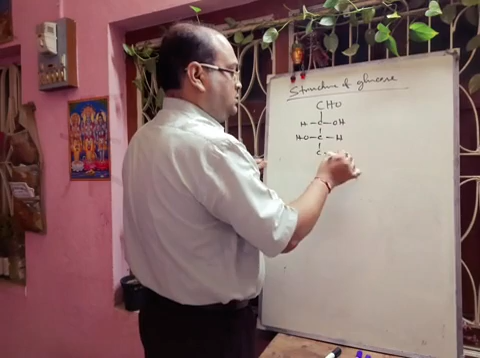 Structure of glucose
CHO
H - C - OH
HO - C - H
C -